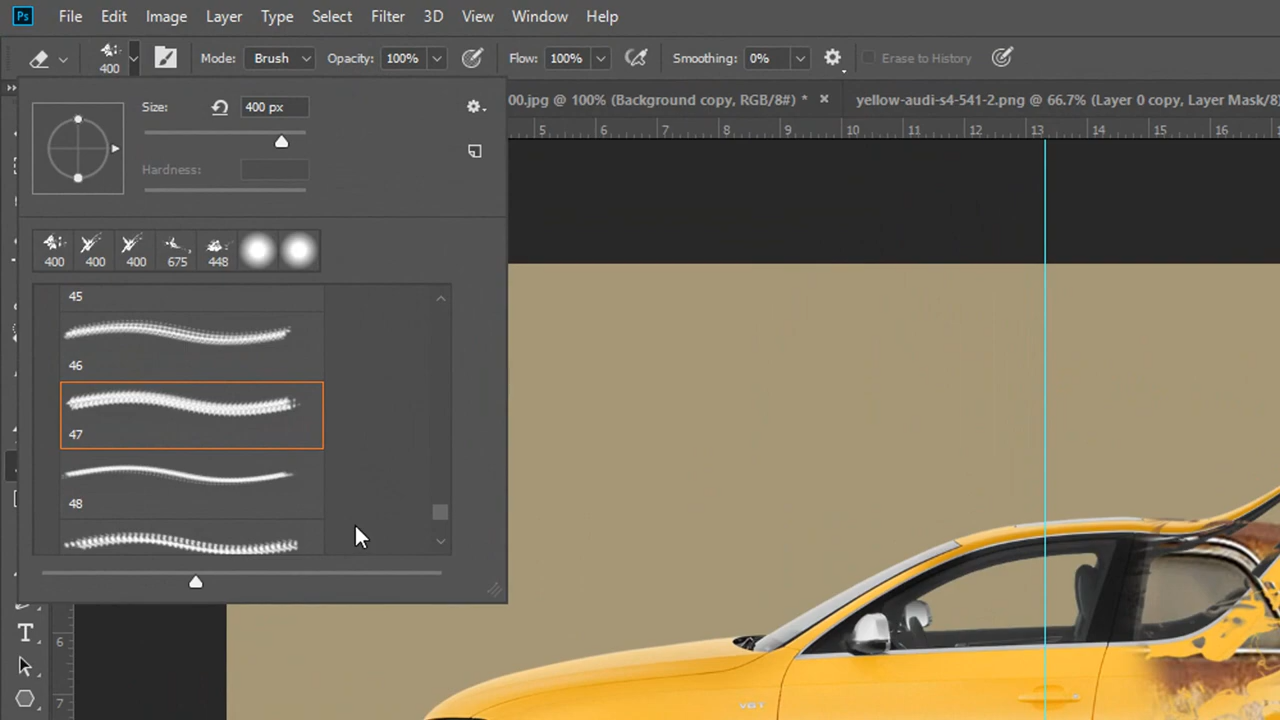 Ps File Edit Image Layer Type Select Filter 3D View Window Help
400 Mode: Brush Opacity: 100% Flow: 100% Smoothing: 0% Erase to History
00.jpg @ 100% (Background copy, RGB/8#) * × yellow-audi-s4-541-2.png @ 66.7% (Layer 0 copy, Layer Mask/8)
Size: 400 px
5 6 7 8 9 10 11 12 13 14 15 16
Hardness:
400 400 400 675 448
45
46
47
48
T
6
7
V6T